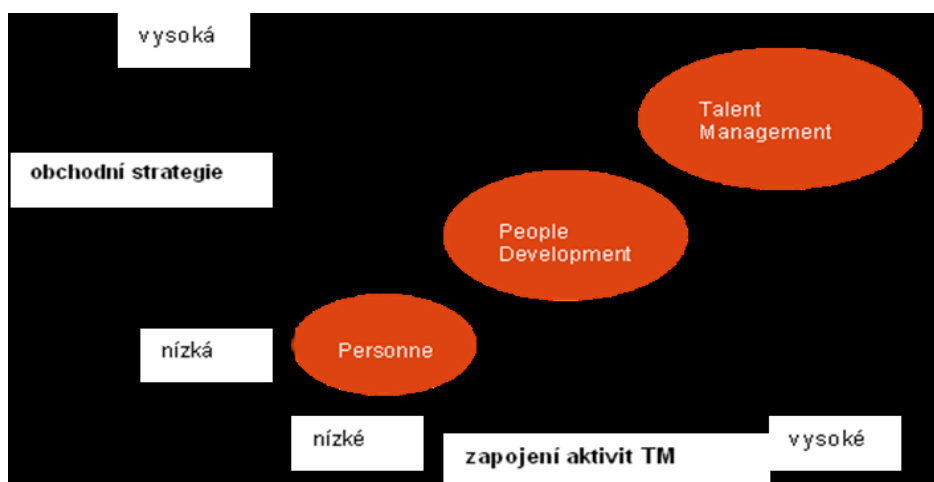 vysoká
Talent
Management
obchodní strategie
People
Development
nízká
Personne
nízké
zapojení aktivit TM
vysoké